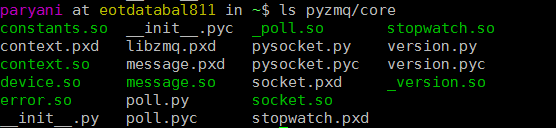 paryani at eotdatabal811 in ~$ ls pyzmq/core
constants.so __init__.pyc _poll.so stopwatch.so
context.pxd libzmq.pxd pysocket.py version.py
context.so message.pxd pysocket.pyc version.pyc
device.so message.so socket.pxd _version.so
error.so poll.py socket.so
__init__.py poll.pyc stopwatch.pxd